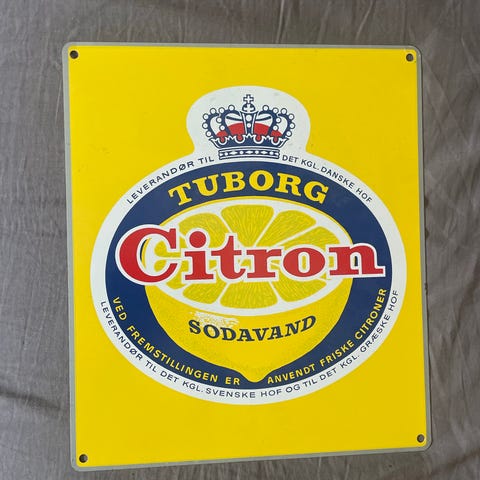 LEVERANDØR TIL DET KGL. DANSKE HOF
TUBORG
Citron
SODAVAND
VED FREMSTILLINGEN ER ANVENDT FRISKE CITRONER
LEVERANDØR TIL DET KGL. SVENSKE HOF OG TIL DET KGL. GRÆSKE HOF